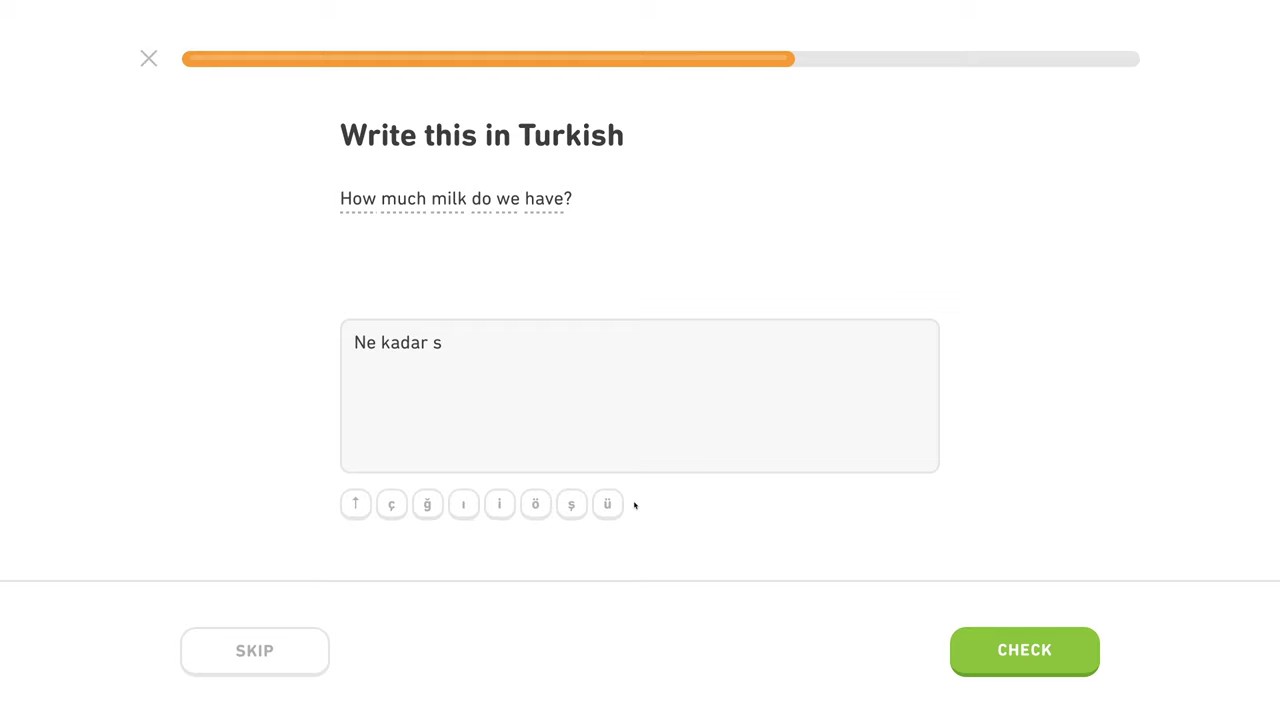 Write this in Turkish
How much milk do we have?
Ne kadar s
↑ ç ğ ı i ö ş ü
SKIP
CHECK